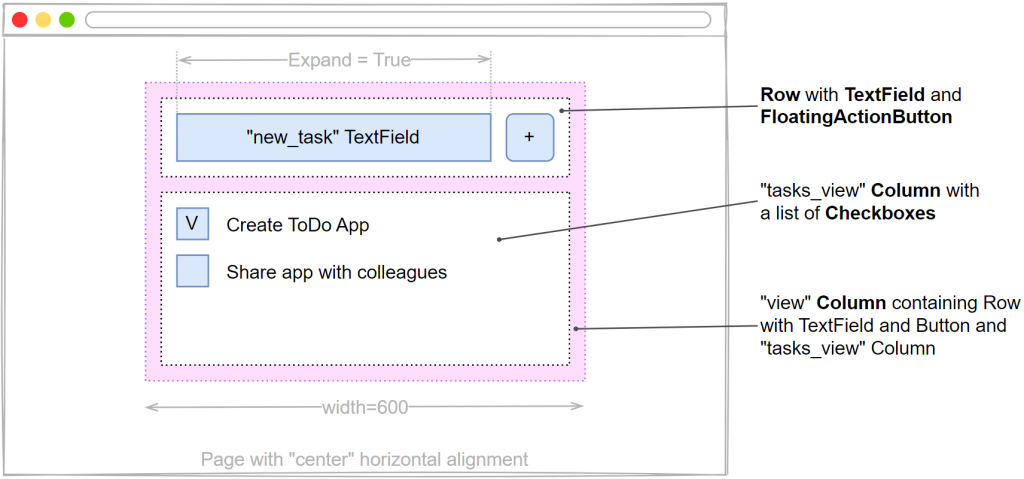 Expand = True
"new_task" TextField
+
Row with TextField and
FloatingActionButton
V
Create ToDo App
Share app with colleagues
"tasks_view" Column with
a list of Checkboxes
"view" Column containing Row
with TextField and Button and
"tasks_view" Column
width=600
Page with "center" horizontal alignment